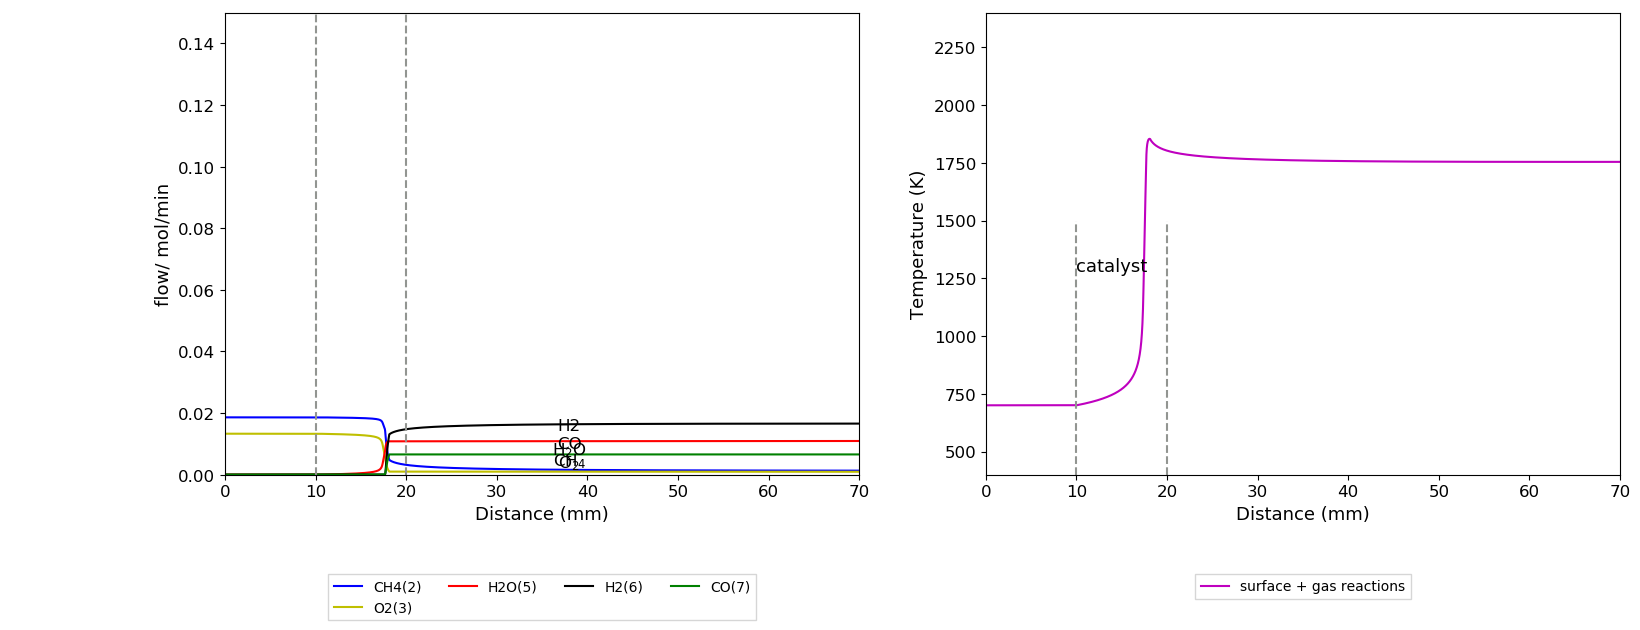 0.14
0.12
0.10
0.08
0.06
0.04
0.02
0.00
flow/ mol/min
H2
CO
H2O
CH4
O2
0 10 20 30 40 50 60 70
Distance (mm)
CH4(2) H2O(5) H2(6) CO(7)
O2(3)
2250
2000
1750
1500
1250
1000
750
500
Temperature (K)
catalyst
0 10 20 30 40 50 60 70
Distance (mm)
surface + gas reactions